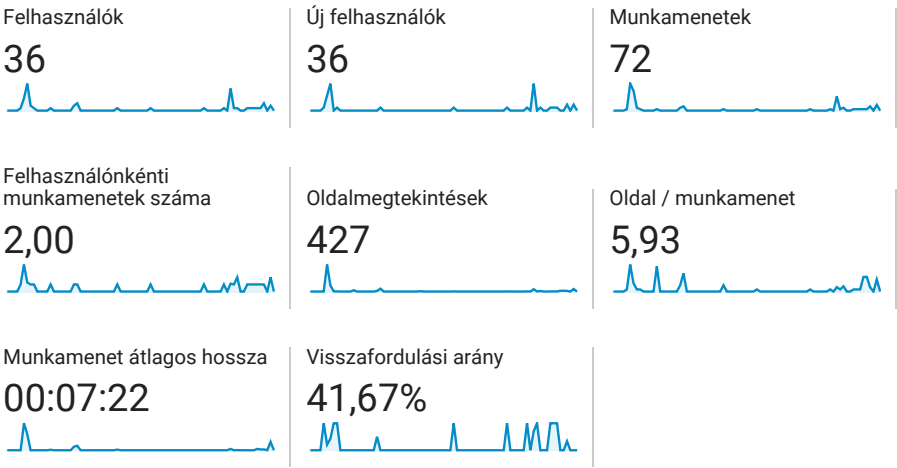 Felhasználók
36
Új felhasználók
36
Munkamenetek
72
Felhasználónkénti
munkamenetek száma
2,00
Oldalmegtekintések
427
Oldal / munkamenet
5,93
Munkamenet átlagos hossza
00:07:22
Visszafordulási arány
41,67%